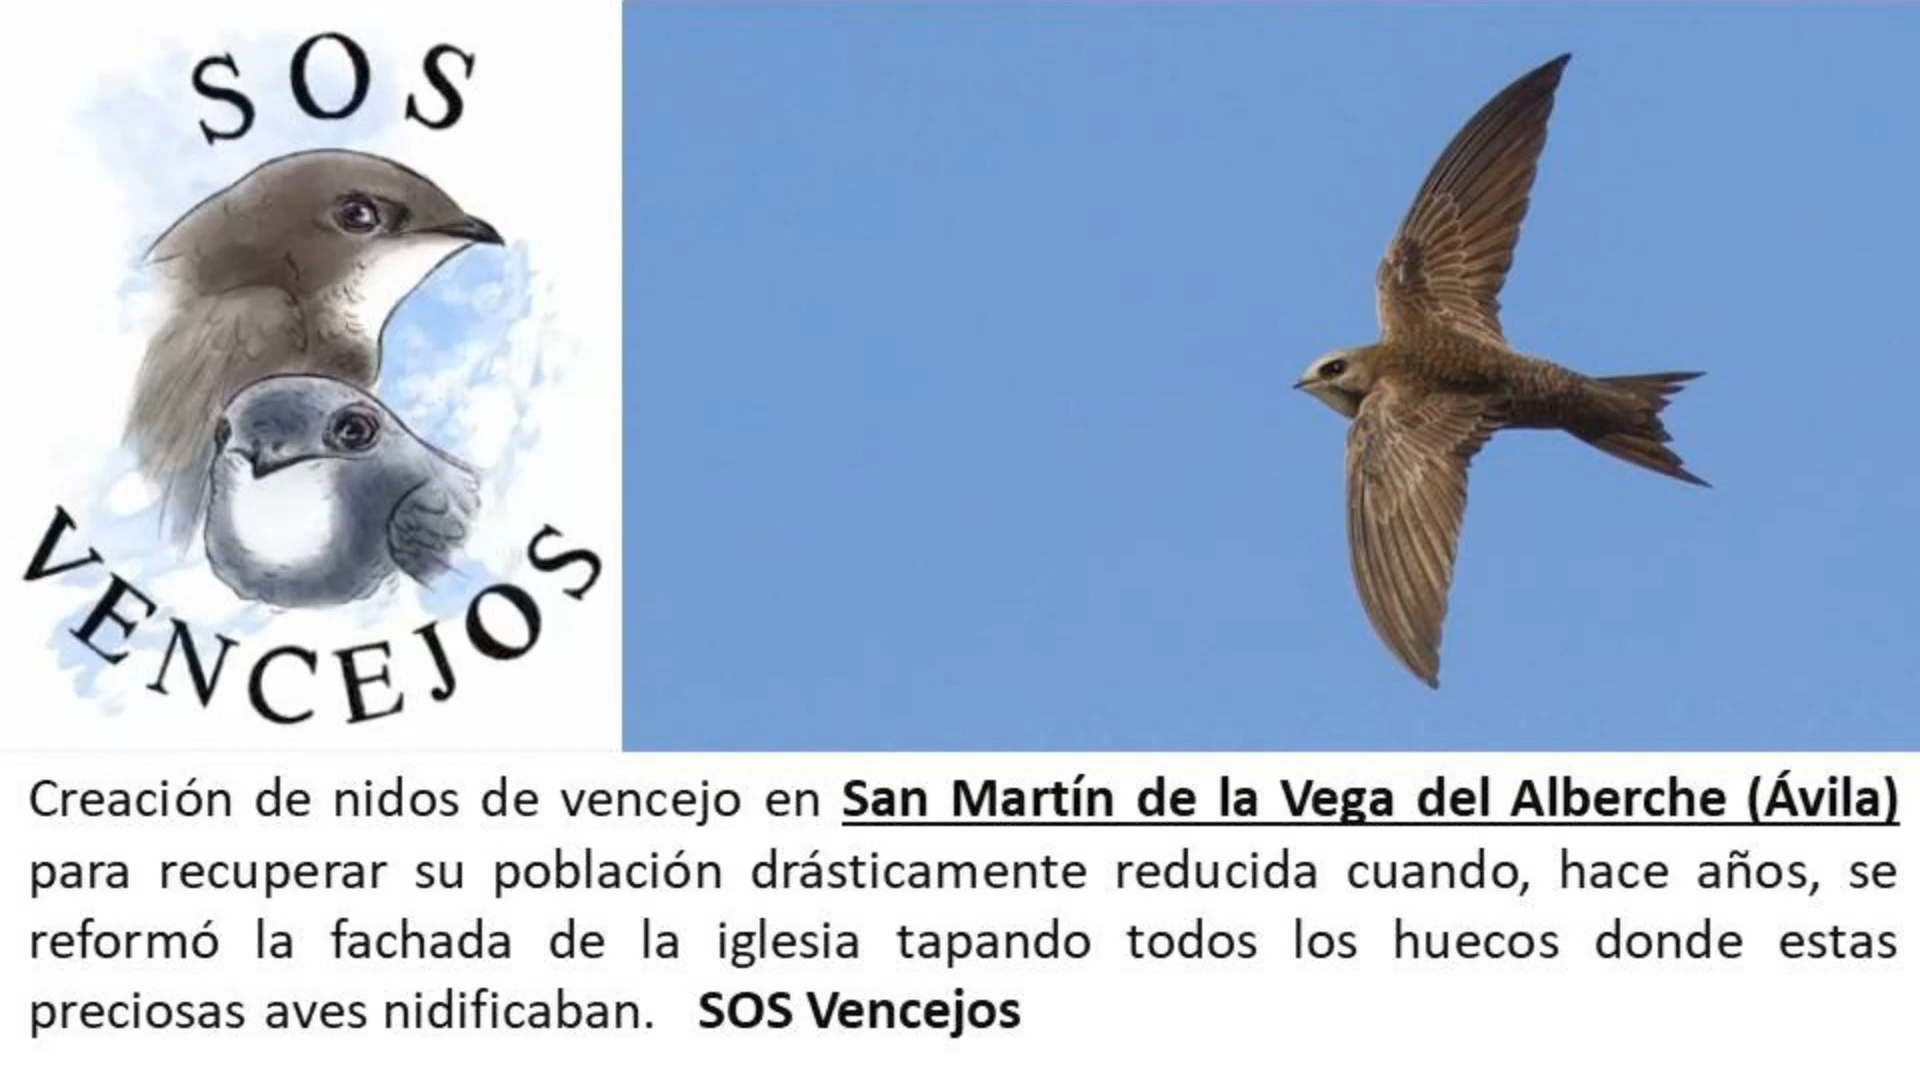 SOS
VENCEJOS
Creación de nidos de vencejo en San Martín de la Vega del Alberche (Ávila)
para recuperar su población drásticamente reducida cuando, hace años, se
reformó la fachada de la iglesia tapando todos los huecos donde estas
preciosas aves nidificaban. SOS Vencejos